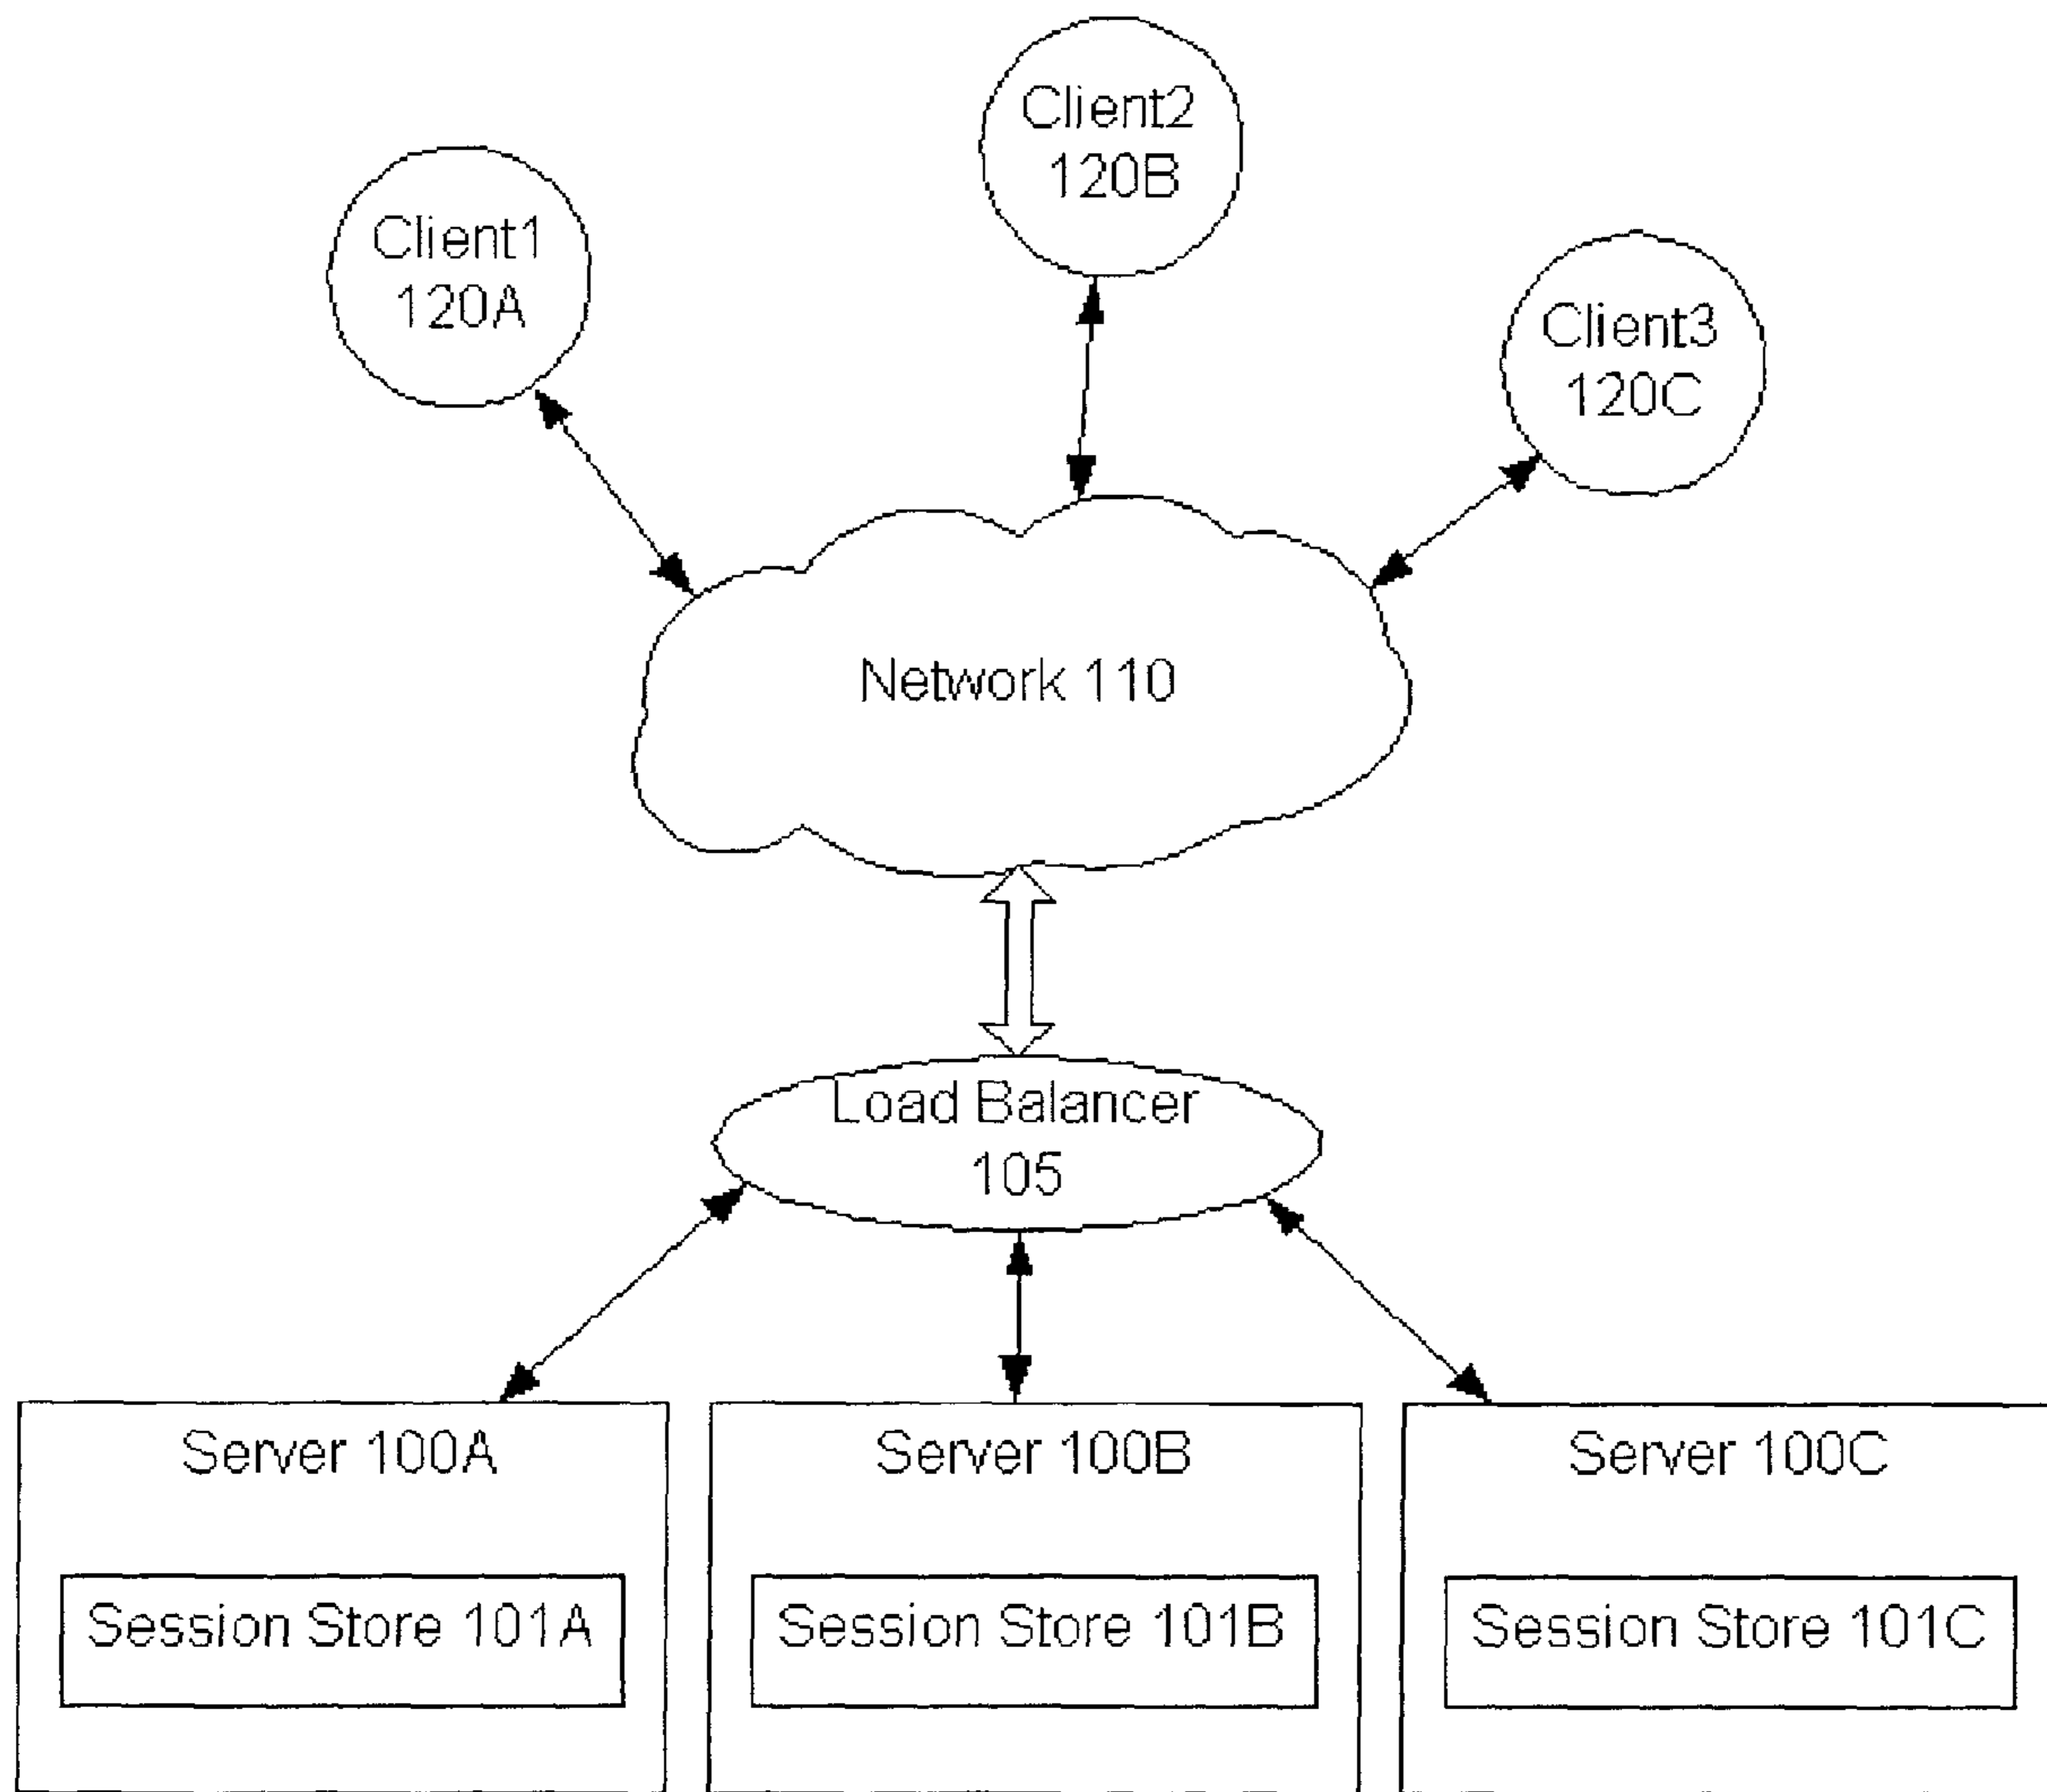 Client2
120B
Client1
120A
Client3
120C
Network 110
Load Balancer
105
Server 100A
Server 100B
Server 100C
Session Store 101A
Session Store 101B
Session Store 101C